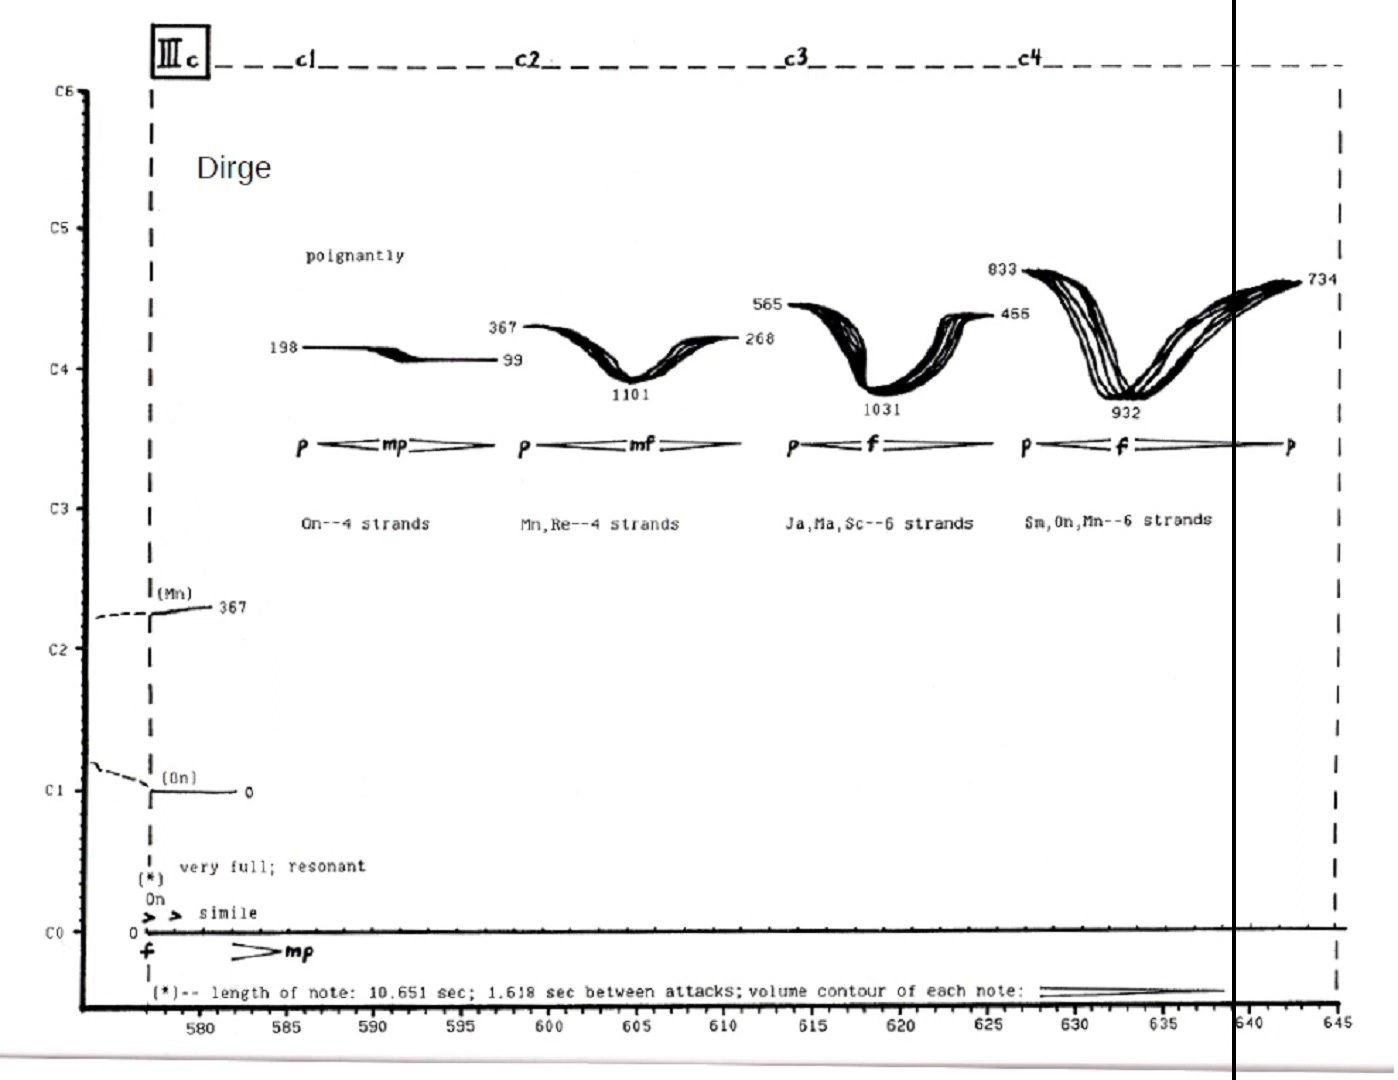 IIIc c1 c2 c3 c4
C6
Dirge
C5
poignantly
833 734
565 466
367 268
198 99
C4
1101 1031 932
p mp p mf p f p f p
C3
On--4 strands Mn,Re--4 strands Ja,Ma,Sc--6 strands Sm,On,Mn--6 strands
(Mn)
367
C2
(On)
C1 0
very full; resonant
(*)
On
> > simile
C0 0
f mp
(*)-- length of note: 10.651 sec; 1.618 sec between attacks; volume contour of each note:
580 585 590 595 600 605 610 615 620 625 630 635 640 645